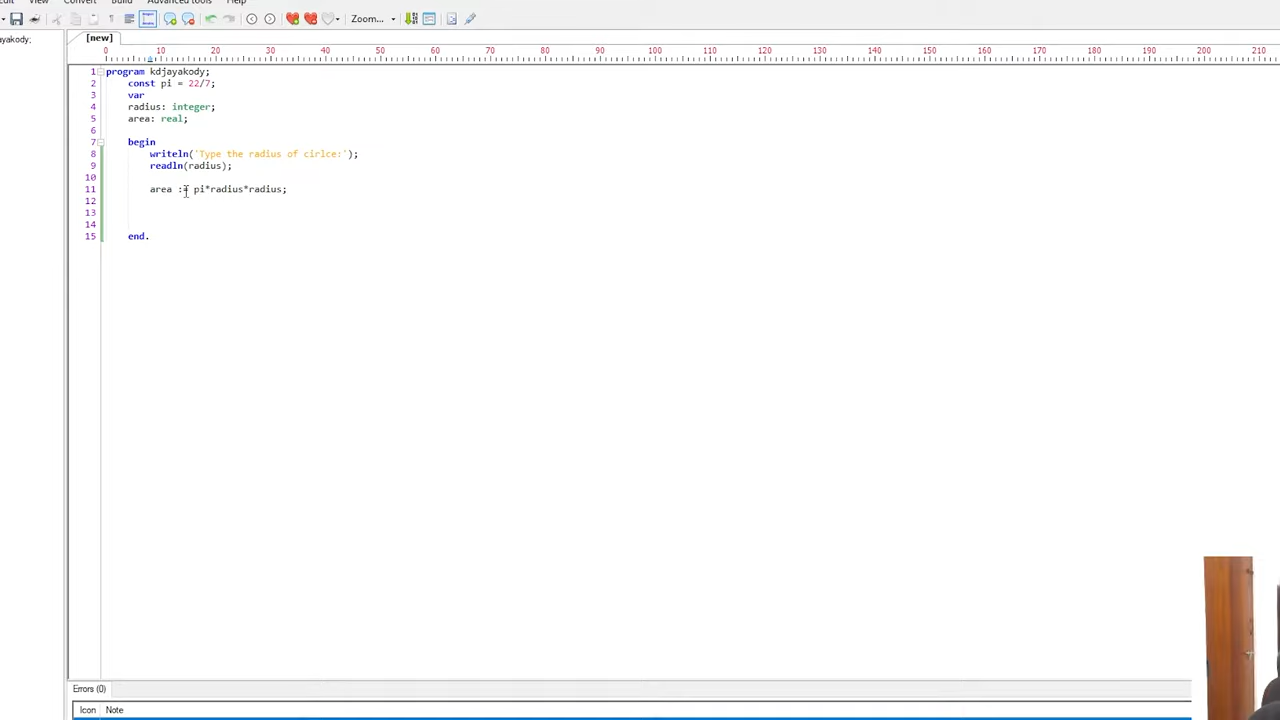 View Convert Build Advanced tools Help
Zoom...
ayakody;
[new]
0 10 20 30 40 50 60 70 80 90 100 110 120 130 140 150 160 170 180 190 200 210
1 program kdjayakody;
2 const pi = 22/7;
3 var
4 radius: integer;
5 area: real;
6
7 begin
8 writeln('Type the radius of cirlce:');
9 readln(radius);
10
11 area := pi*radius*radius;
12
13
14
15 end.
Errors (0)
Icon Note